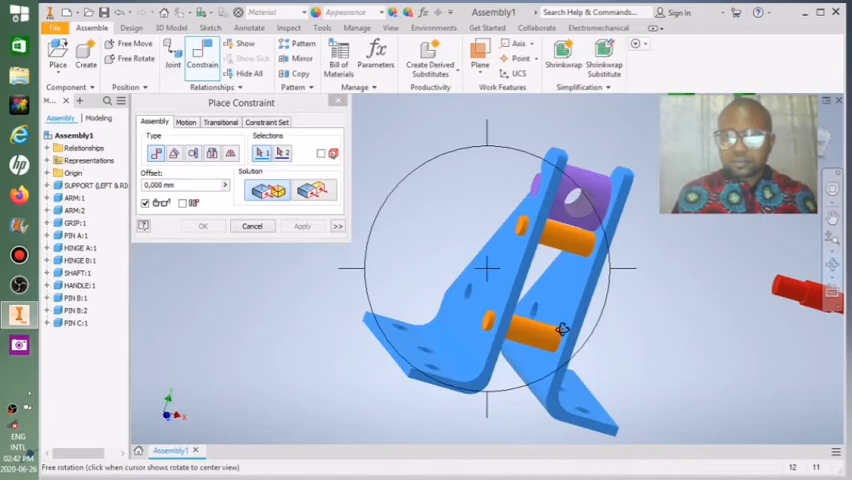 Material
Appearance
Assembly1
Search Help & Commands...
Sign In
File
Assemble
Design
3D Model
Sketch
Annotate
Inspect
Tools
Manage
View
Environments
Get Started
Collaborate
Electromechanical
Place
Create
Free Move
Free Rotation
Joint
Constrain
Show
Show Sick
Hide All
Pattern
Mirror
Copy
Bill of Materials
Parameters
Create Derived Substitutes
Plane
Axis
Point
UCS
Shrinkwrap
Shrinkwrap Substitute
Component
Position
Relationships
Pattern
Manage
Productivity
Work Features
Simplification
M...
Assembly
Modeling
Assembly1
Relationships
Representations
Origin
SUPPORT (LEFT & RI
ARM:1
ARM:2
GRIP:1
PIN A:1
HINGE A:1
HINGE B:1
SHAFT:1
HANDLE:1
PIN B:1
PIN B:2
PIN C:1
Place Constraint
Assembly
Motion
Transitional
Constraint Set
Type
Selections
1
2
Offset:
0,000 mm
Solution
OK
Cancel
Apply
>>
Assembly1
Free rotation (click when cursor shows rotate to center view)
12
11
ENG
INTL
02:42 PM
2020-06-26